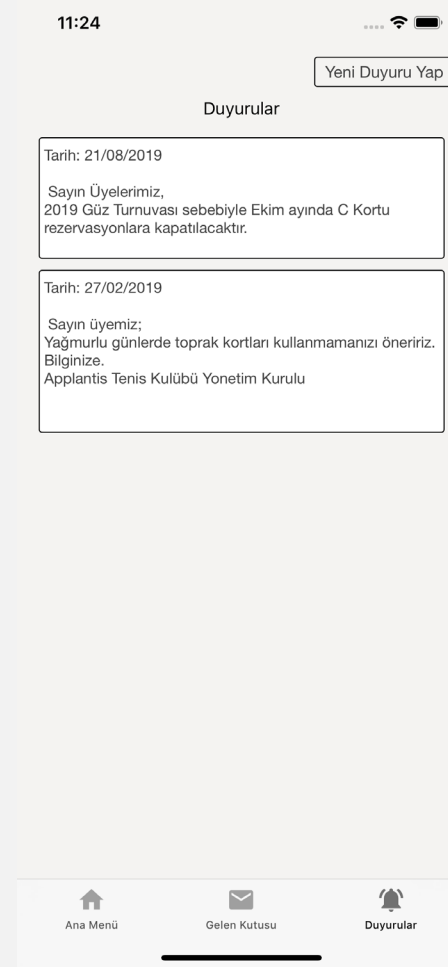 11:24
Yeni Duyuru Yap
Duyurular
Tarih: 21/08/2019
Sayın Üyelerimiz,
2019 Güz Turnuvası sebebiyle Ekim ayında C Kortu
rezervasyonlara kapatılacaktır.
Tarih: 27/02/2019
Sayın üyemiz;
Yağmurlu günlerde toprak kortları kullanmamanızı öneririz.
Bilginize.
Applantis Tenis Kulübü Yonetim Kurulu
Ana Menü
Gelen Kutusu
Duyurular